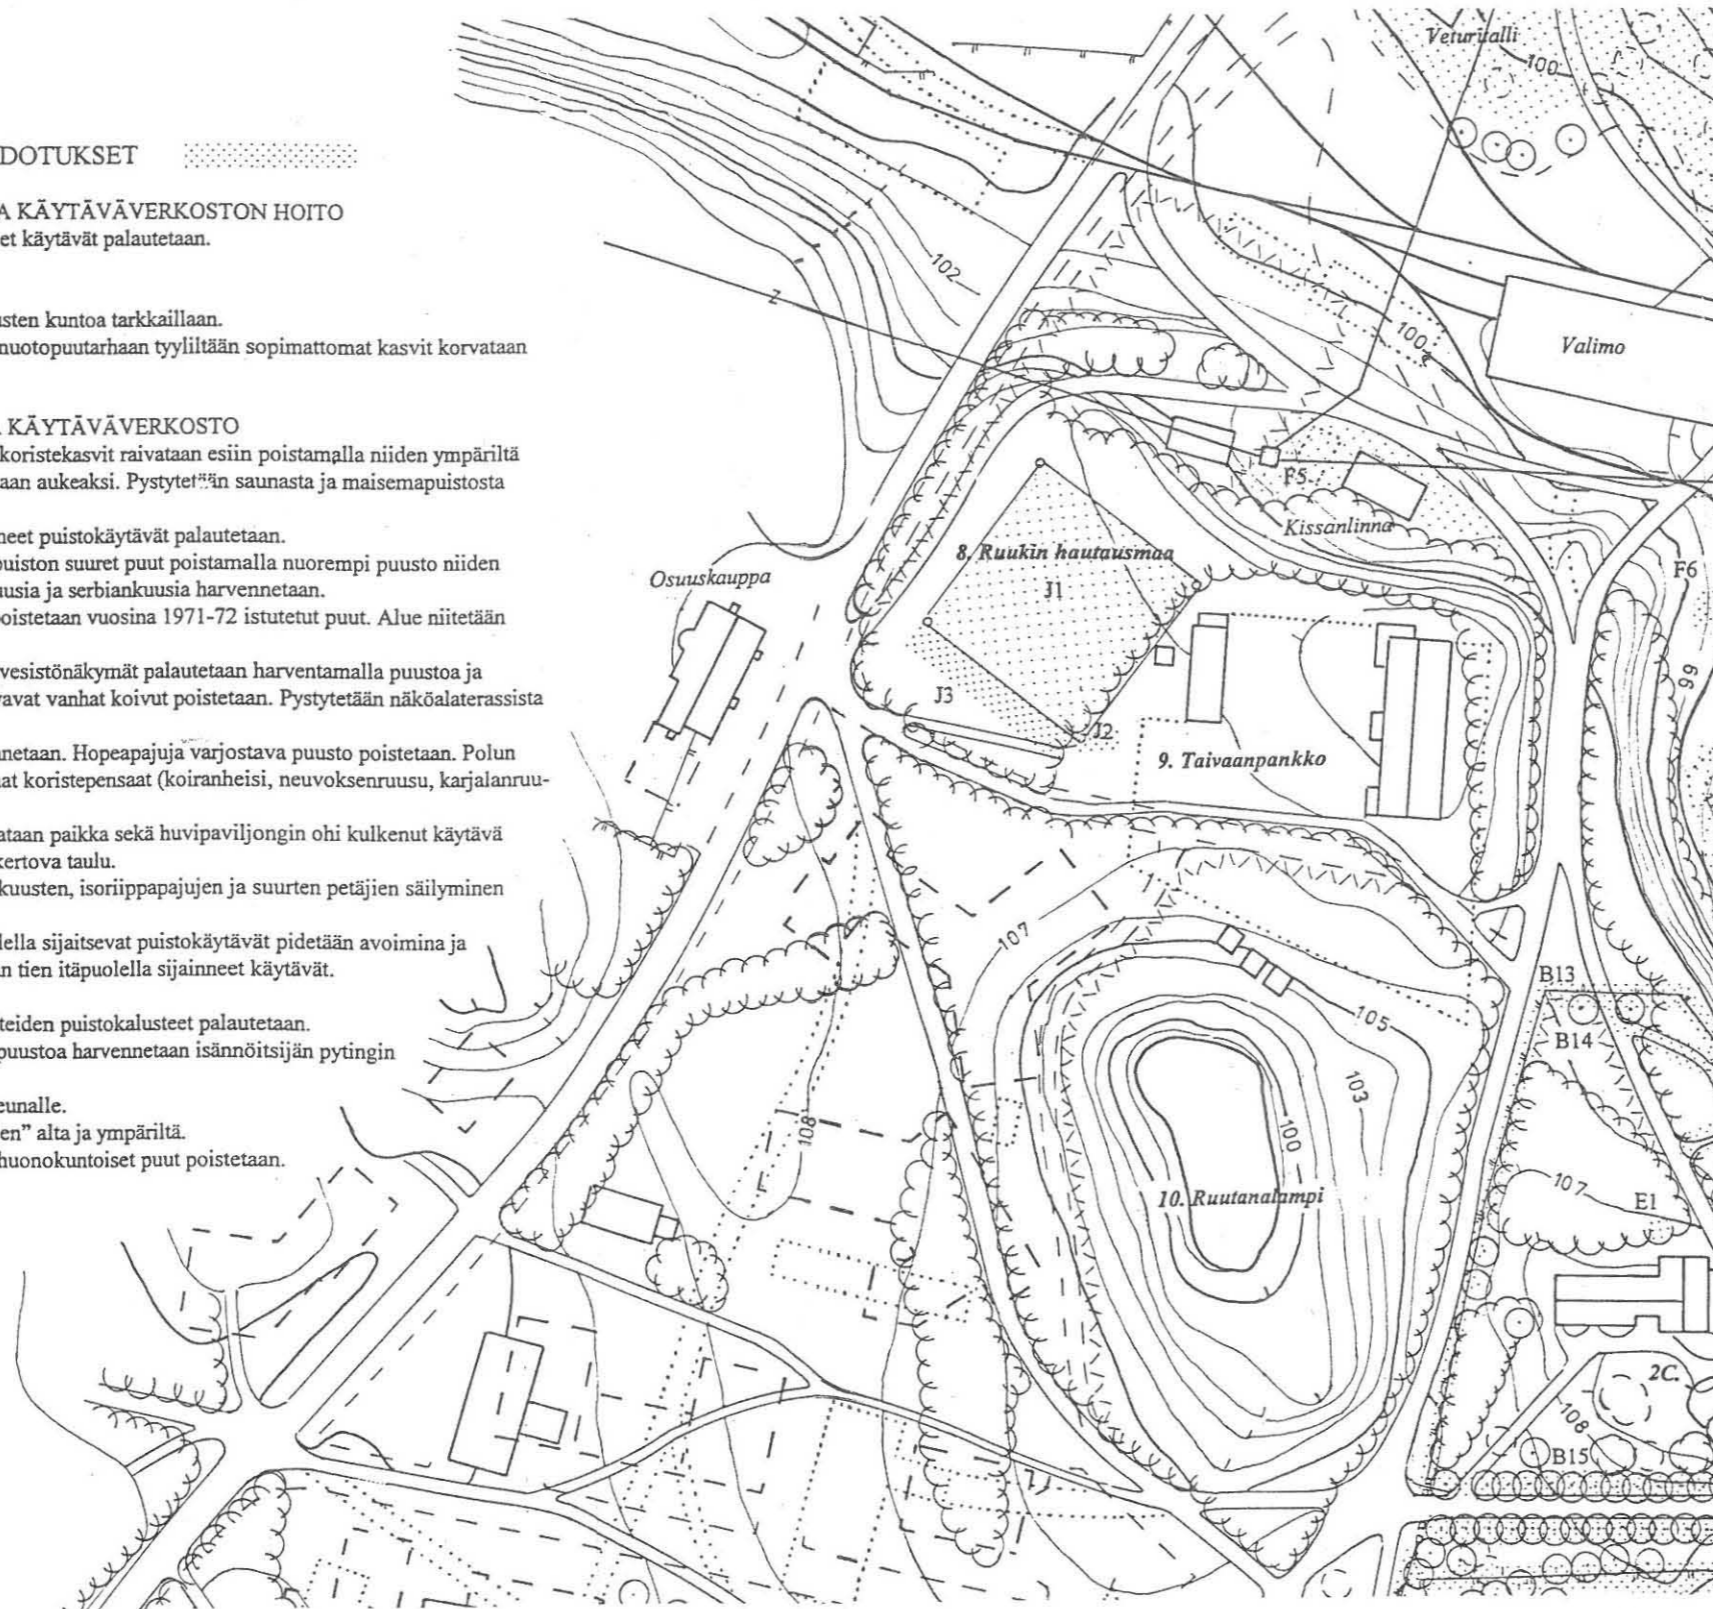 DOTUKSET
A KÄYTÄVÄVERKOSTON HOITO
et käytävät palautetaan.
usten kuntoa tarkkaillaan.
nuotopuutarhaan tyyliltään sopimattomat kasvit korvataan
KÄYTÄVÄVERKOSTO
koristekasvit raivataan esiin poistamalla niiden ympäriltä
aan aukeaksi. Pystytetään saunasta ja maisemapuistosta
neet puistokäytävät palautetaan.
puiston suuret puut poistamalla nuorempi puusto niiden
uusia ja serbiankuusia harvennetaan.
oistetaan vuosina 1971-72 istutetut puut. Alue niitetään
vesistönäkymät palautetaan harventamalla puustoa ja
avat vanhat koivut poistetaan. Pystytetään näköalaterassista
nnetaan. Hopeapajuja varjostava puusto poistetaan. Polun
at koristepensaat (koiranheisi, neuvoksenruusu, karjalanruu-
ataan paikka sekä huvipaviljongin ohi kulkenut käytävä
kertova taulu.
kuusten, isoriippapajujen ja suurten petäjien säilyminen
lella sijaitsevat puistokäytävät pidetään avoimina ja
n tien itäpuolella sijainneet käytävät.
teiden puistokalusteet palautetaan.
puustoa harvennetaan isännöitsijän pytingin
eunalle.
en" alta ja ympäriltä.
huonokuntoiset puut poistetaan.
Veturitalli
100
102
Z
100
Valimo
F5
Kissanlinna
8. Ruukin hautausmaa
J1
Osuuskauppa
F6
99
J3
J2
9. Taivaanpankko
107
B13
105
B14
103
108
100
10. Ruutanalampi
107
E1
2C.
108
B15